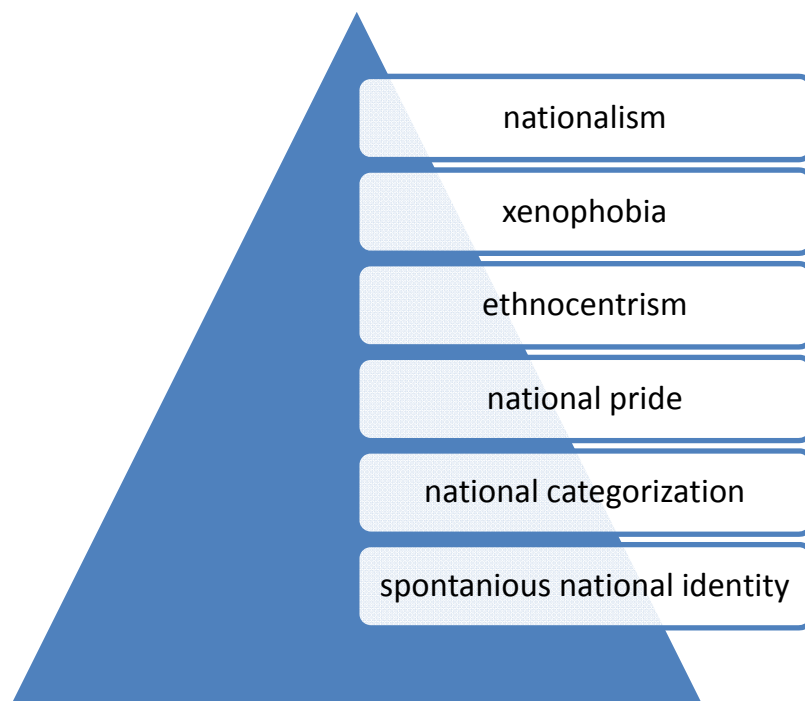 nationalism
xenophobia
ethnocentrism
national pride
national categorization
spontanious national identity